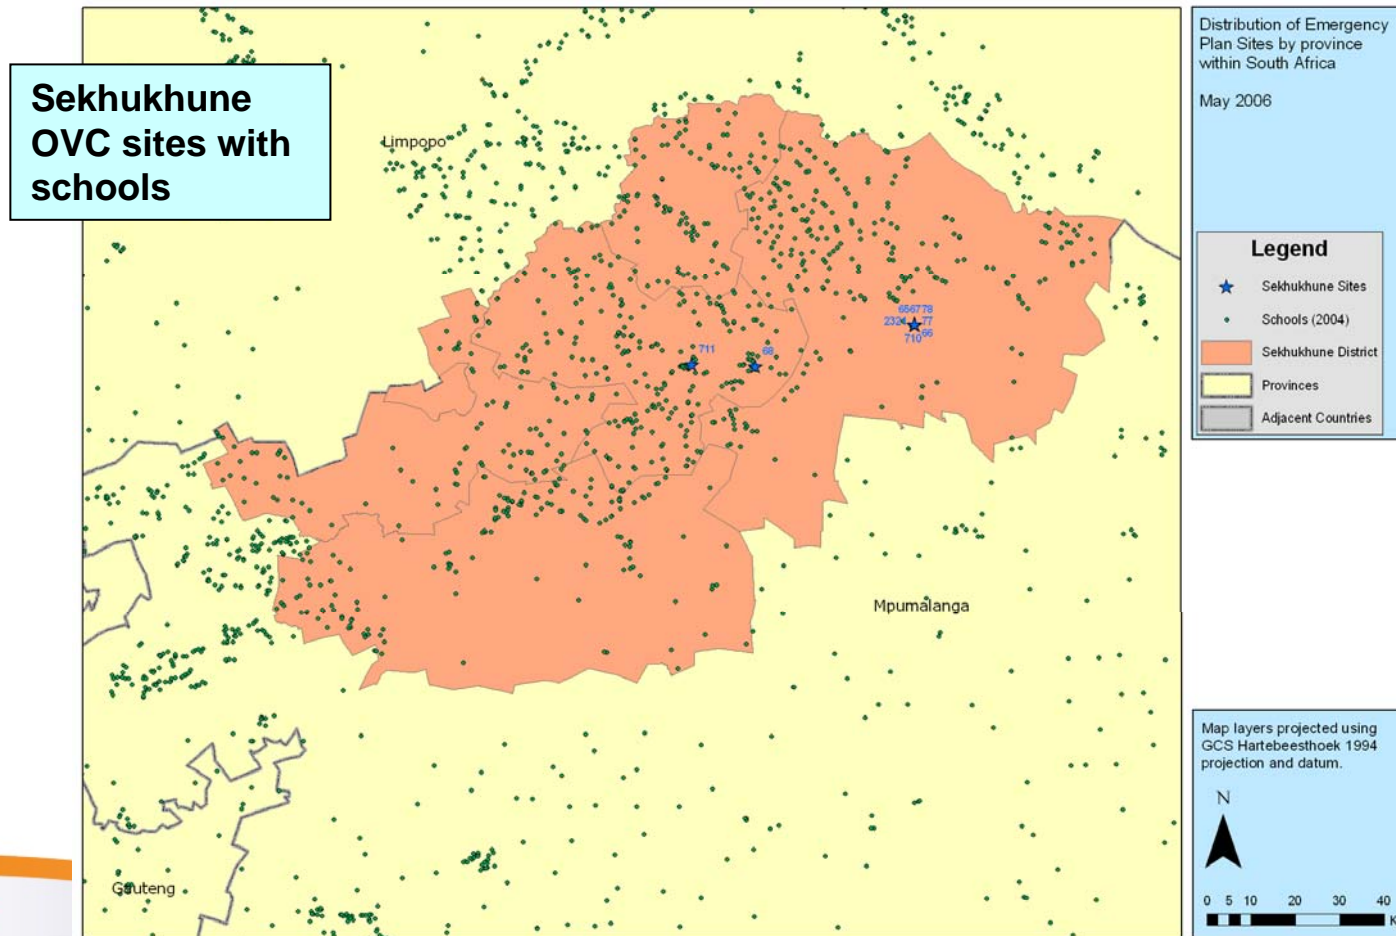 Sekhukhune
OVC sites with
schools
Limpopo
711
68
77
66
710
Mpumalanga
Gauteng
Distribution of Emergency
Plan Sites by province
within South Africa
May 2006
Legend
Sekhukhune Sites
Schools (2004)
Sekhukhune District
Provinces
Adjacent Countries
Map layers projected using
GCS Hartebeesthoek 1994
projection and datum.
N
0 5 10 20 30 40
K